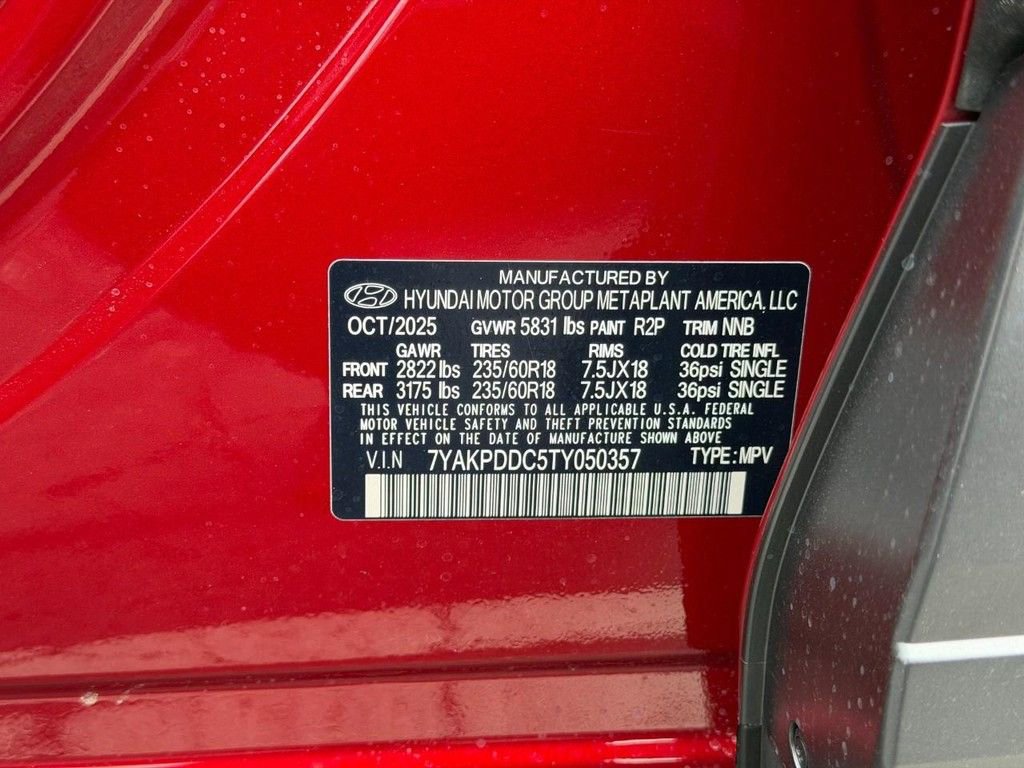 MANUFACTURED BY
HYUNDAI MOTOR GROUP METAPLANT AMERICA, LLC
OCT/2025 GVWR 5831 lbs PAINT R2P TRIM NNB
GAWR TIRES RIMS COLD TIRE INFL
FRONT 2822 lbs 235/60R18 7.5JX18 36psi SINGLE
REAR 3175 lbs 235/60R18 7.5JX18 36psi SINGLE
THIS VEHICLE CONFORMS TO ALL APPLICABLE U.S.A. FEDERAL
MOTOR VEHICLE SAFETY AND THEFT PREVENTION STANDARDS
IN EFFECT ON THE DATE OF MANUFACTURE SHOWN ABOVE
V.I.N 7YAKPDDC5TY050357 TYPE : MPV